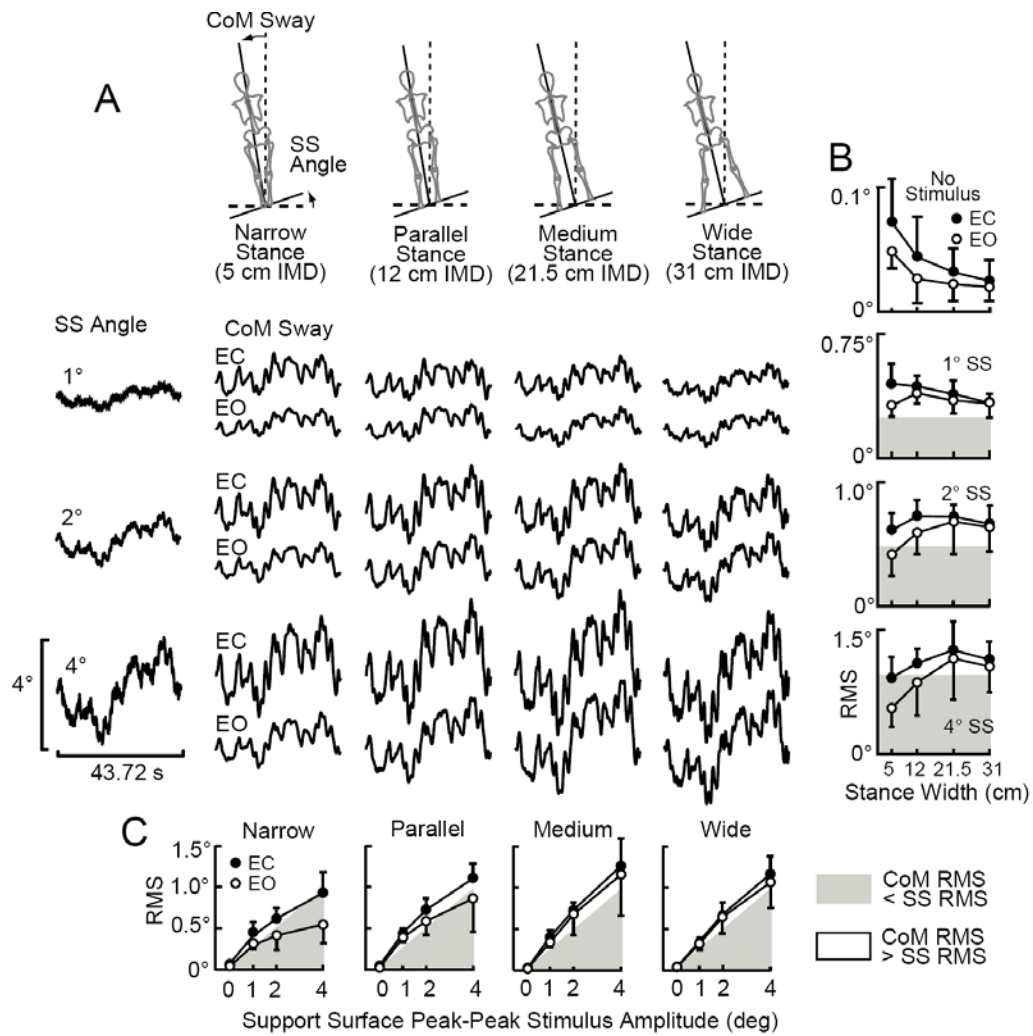 CoM Sway
A
SS
Angle
Narrow
Stance
(5 cm IMD)
Parallel
Stance
(12 cm IMD)
Medium
Stance
(21.5 cm IMD)
Wide
Stance
(31 cm IMD)
SS Angle
CoM Sway
1°
EC
EO
2°
EC
EO
4°
4°
EC
EO
43.72 s
B
No
Stimulus
EC
EO
0.1°
0°
0.75°
1° SS
0°
1.0°
2° SS
0°
1.5°
RMS
4° SS
0°
5 12 21.5 31
Stance Width (cm)
C
Narrow
Parallel
Medium
Wide
1.5°
EC
EO
1.0°
RMS
0.5°
0°
0 1 2 4
0 1 2 4
0 1 2 4
0 1 2 4
Support Surface Peak-Peak Stimulus Amplitude (deg)
CoM RMS
< SS RMS
CoM RMS
> SS RMS